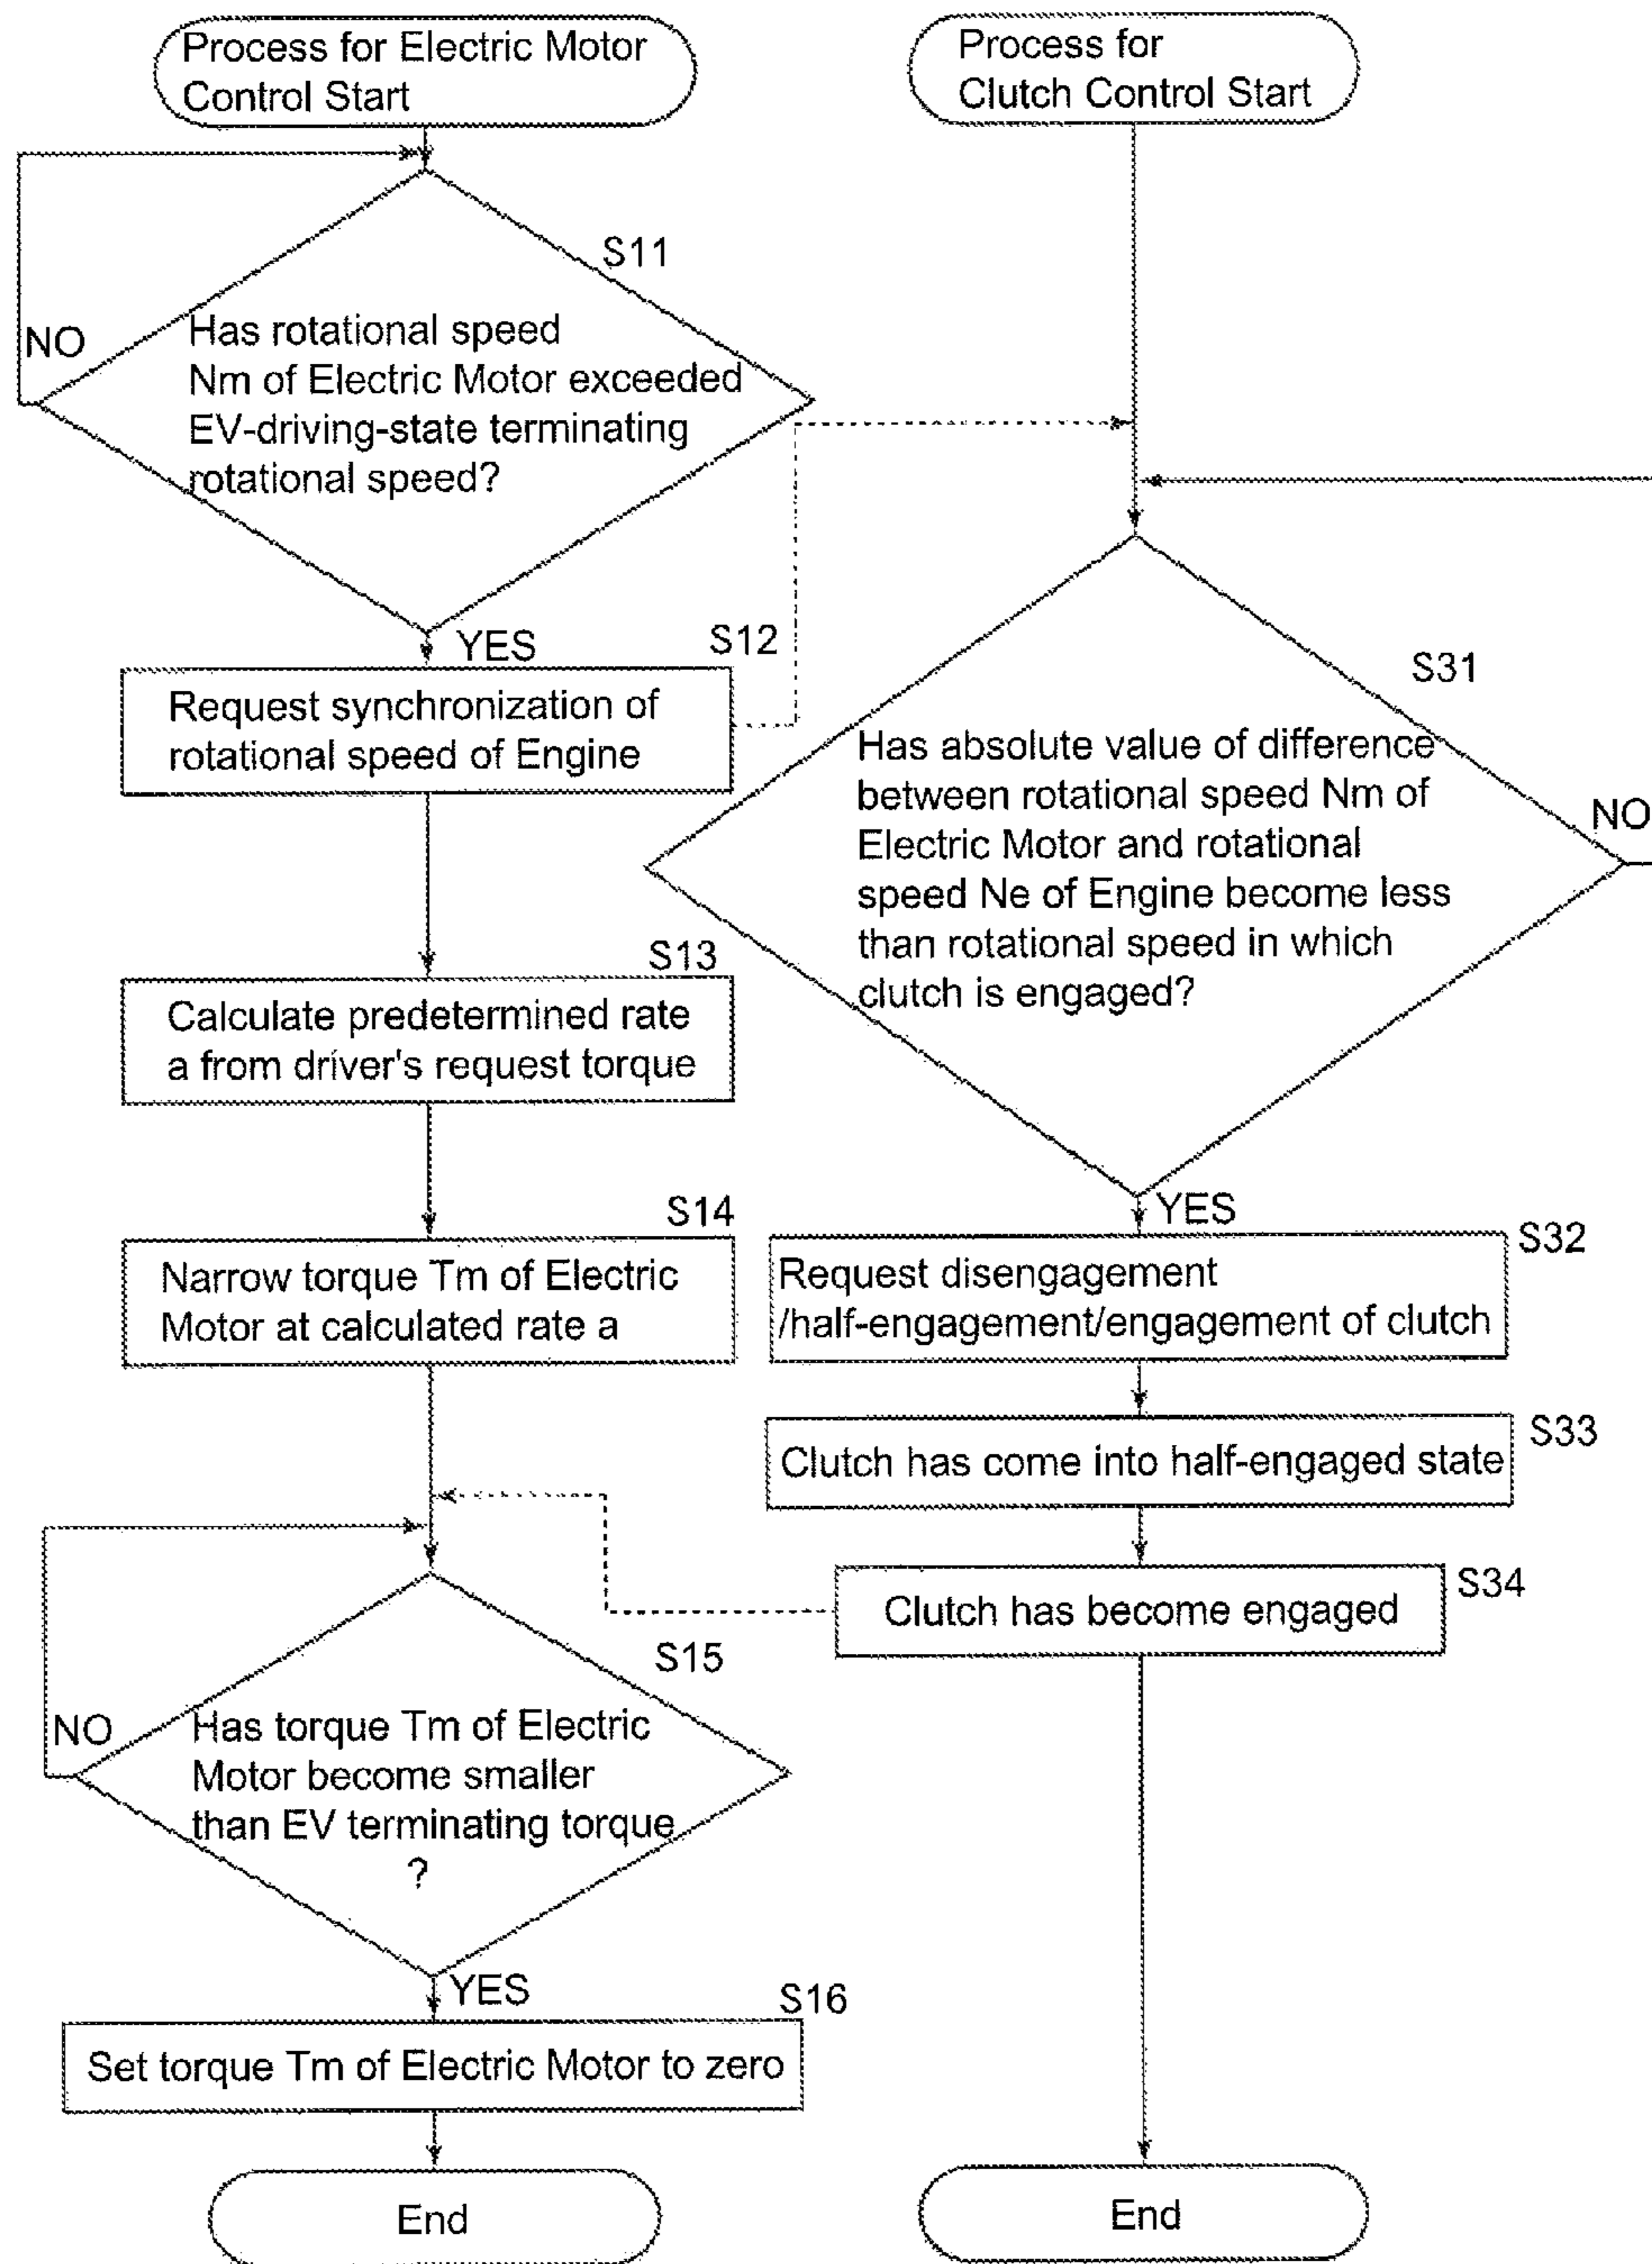 Process for Electric Motor
Control Start
S11
NO
Has rotational speed
Nm of Electric Motor exceeded
EV-driving-state terminating
rotational speed?
YES
S12
Request synchronization of
rotational speed of Engine
S13
Calculate predetermined rate
a from driver's request torque
S14
Narrow torque Tm of Electric
Motor at calculated rate a
S15
NO
Has torque Tm of Electric
Motor become smaller
than EV terminating torque
?
YES
S16
Set torque Tm of Electric Motor to zero
End
Process for
Clutch Control Start
S31
Has absolute value of difference
between rotational speed Nm of
Electric Motor and rotational
speed Ne of Engine become less
than rotational speed in which
clutch is engaged?
NO
YES
S32
Request disengagement
/half-engagement/engagement of clutch
S33
Clutch has come into half-engaged state
S34
Clutch has become engaged
End